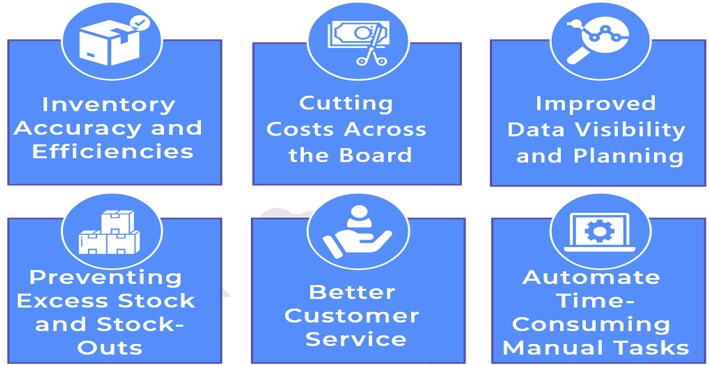 Inventory
Accuracy and
Efficiencies
Cutting
Costs Across
the Board
Improved
Data Visibility
and Planning
Preventing
Excess Stock
and Stock-
Outs
Better
Customer
Service
Automate
Time-
Consuming
Manual Tasks